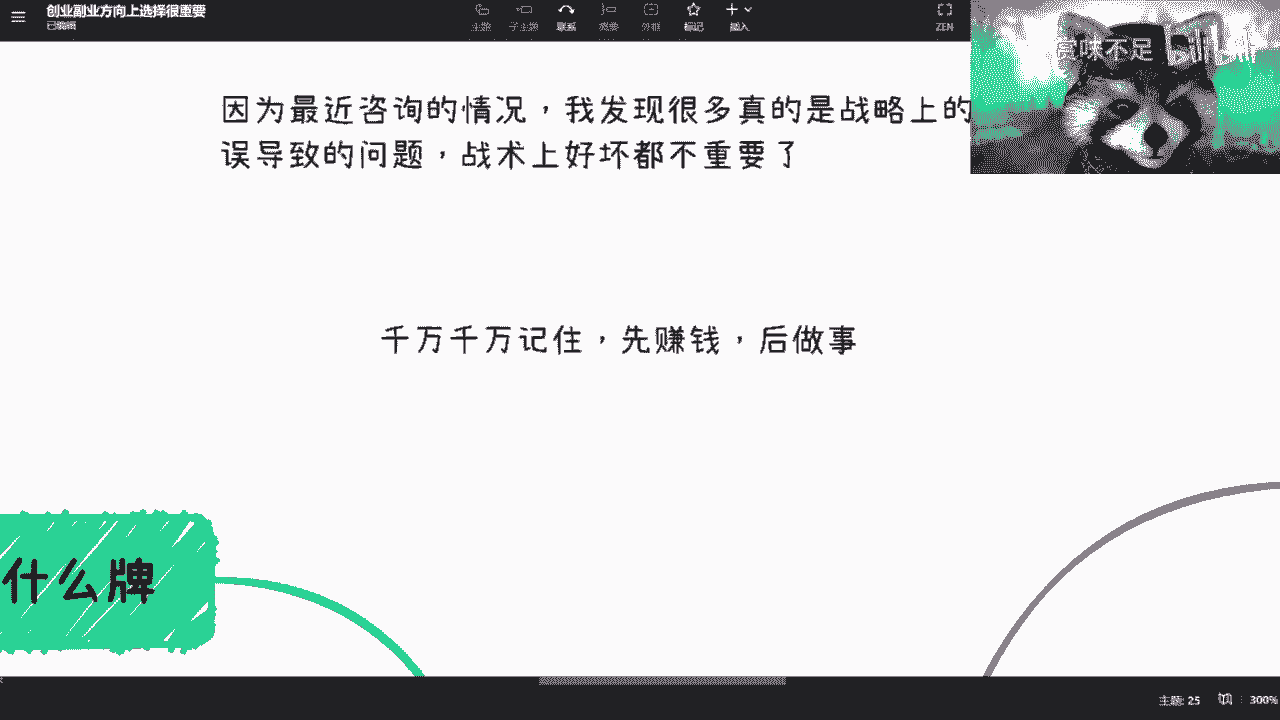 创业副业方向上选择很重要
已编辑
主题
子主题
联系
概要
外框
标记
插入
ZEN
赏味不足
bilibili
因为最近咨询的情况，我发现很多真的是战略上的
误导致的问题，战术上好坏都不重要了
千万千万记住，先赚钱，后做事
什么牌
主题: 25
300%